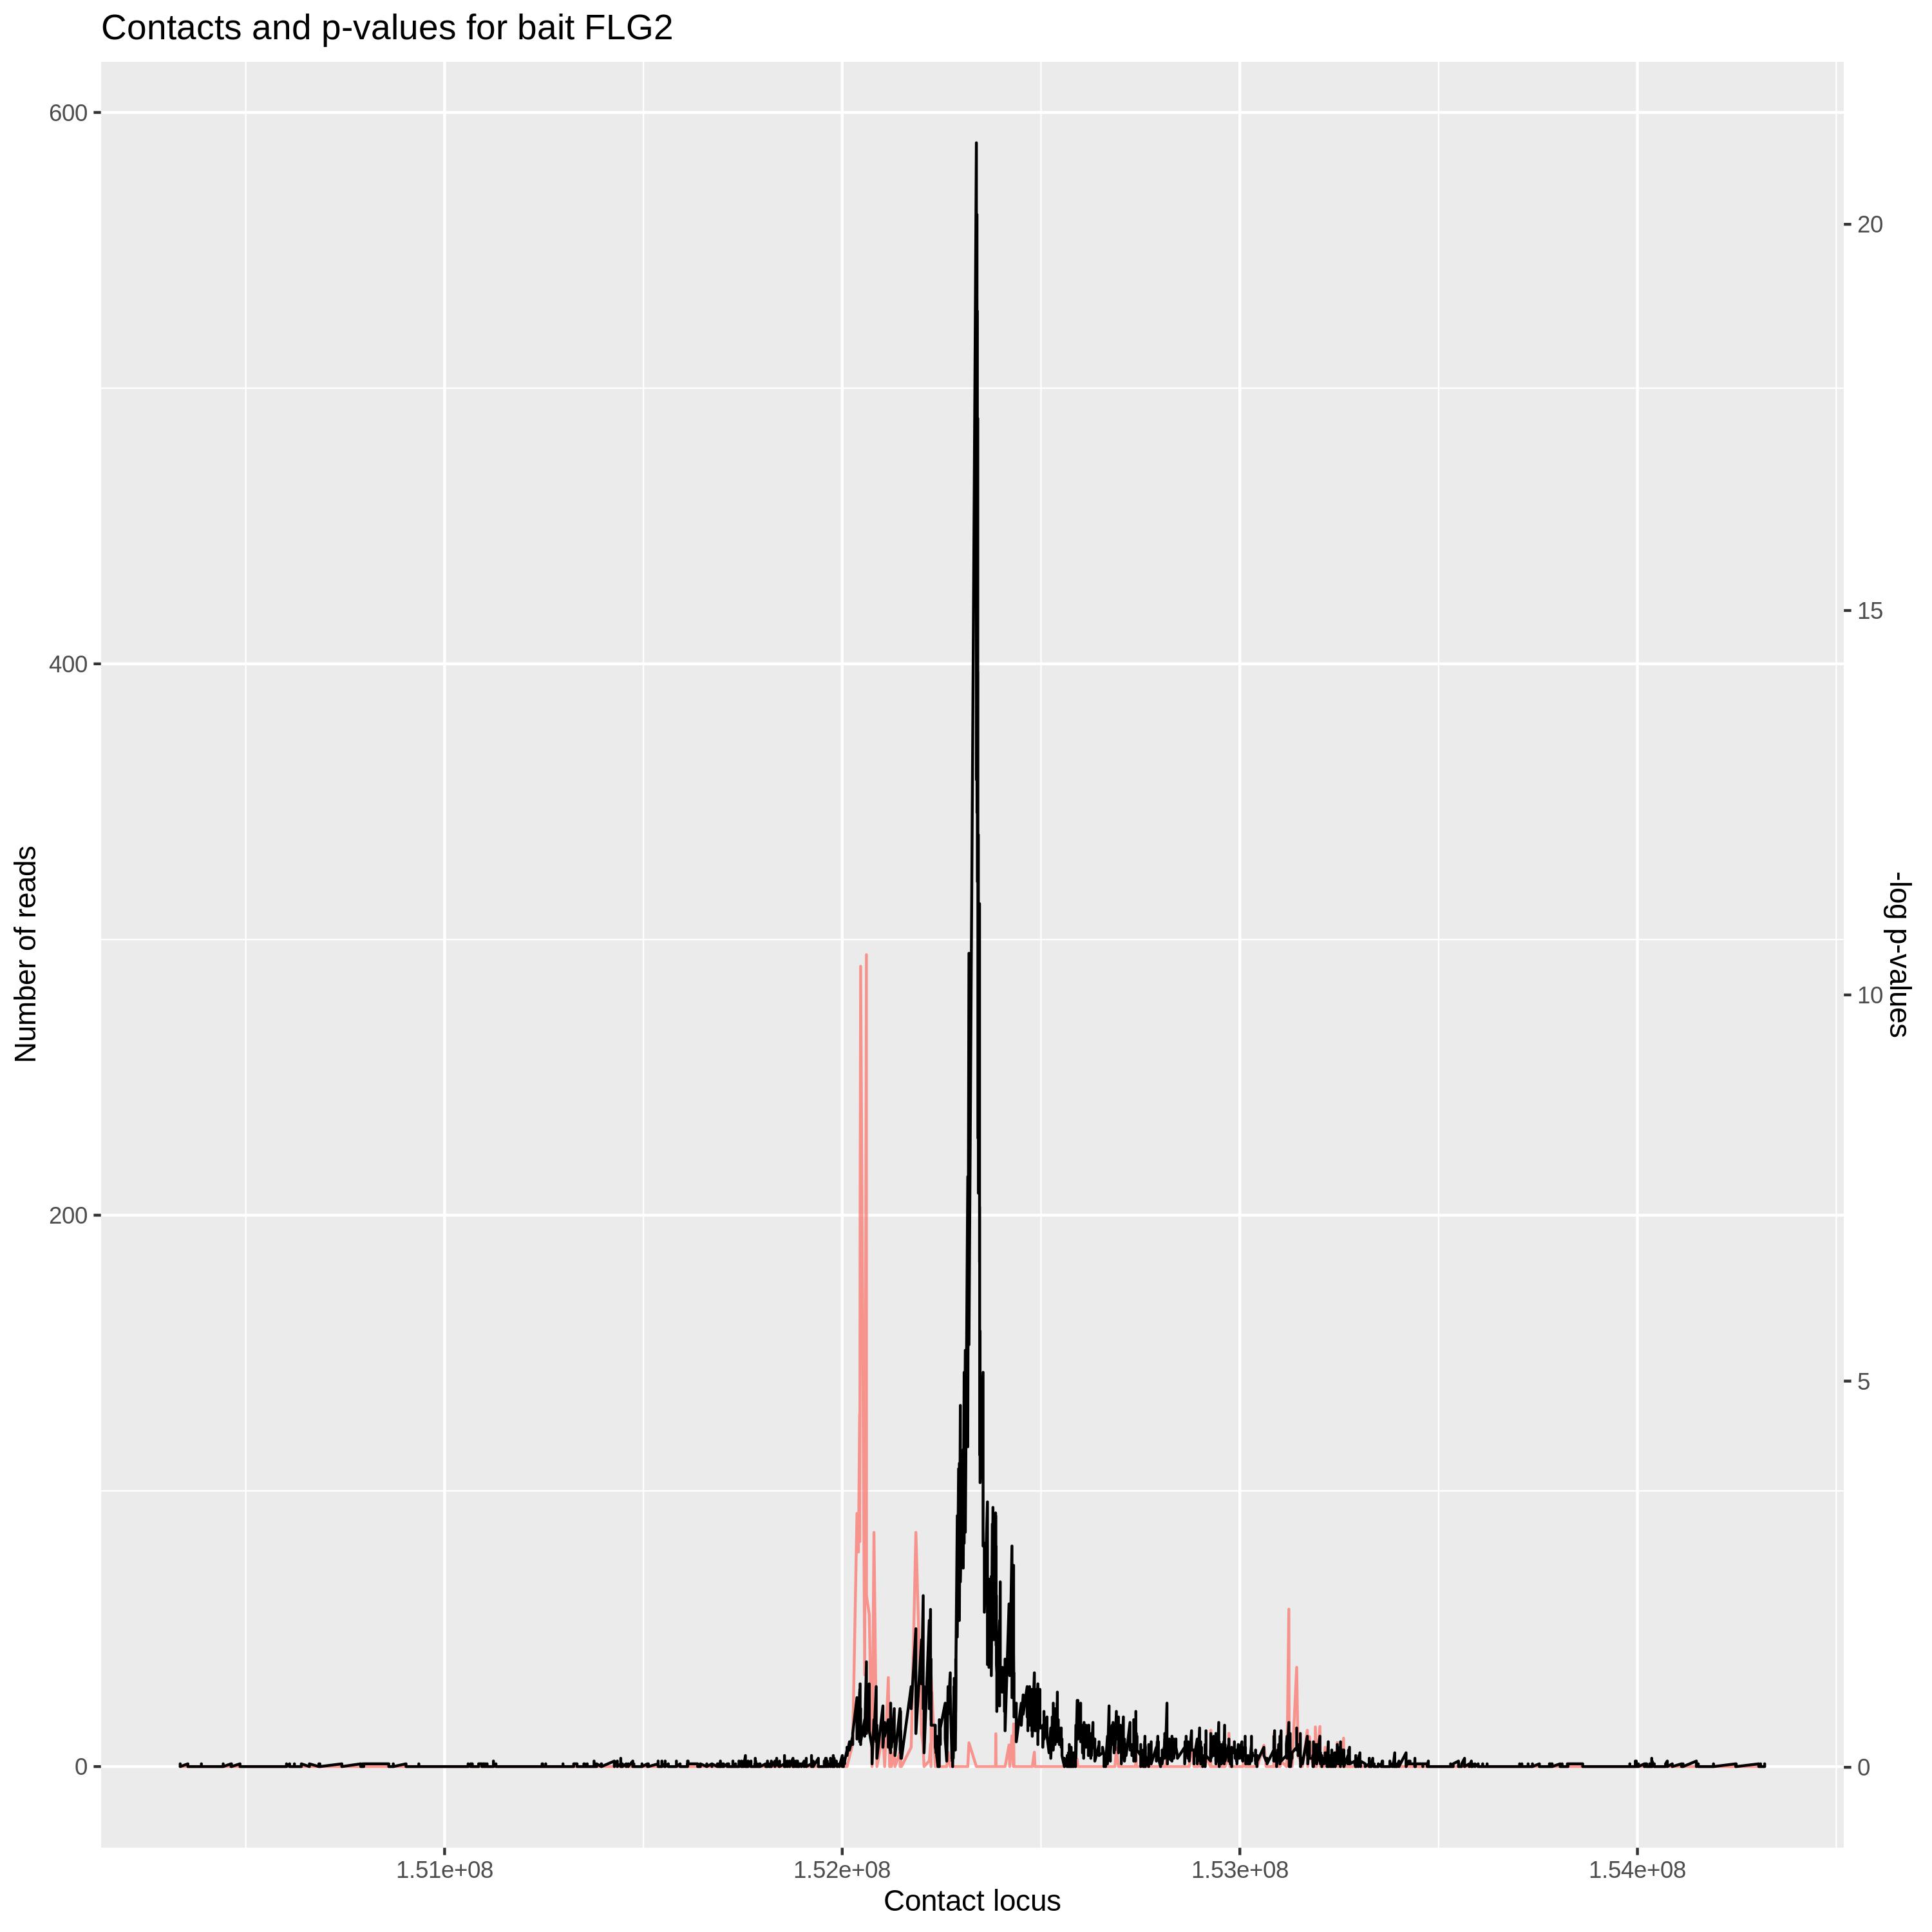 Contacts and p-values for bait FLG2
600
400
200
0
Number of reads
20
15
10
5
0
-log p-values
1.51e+08
1.52e+08
1.53e+08
1.54e+08
Contact locus